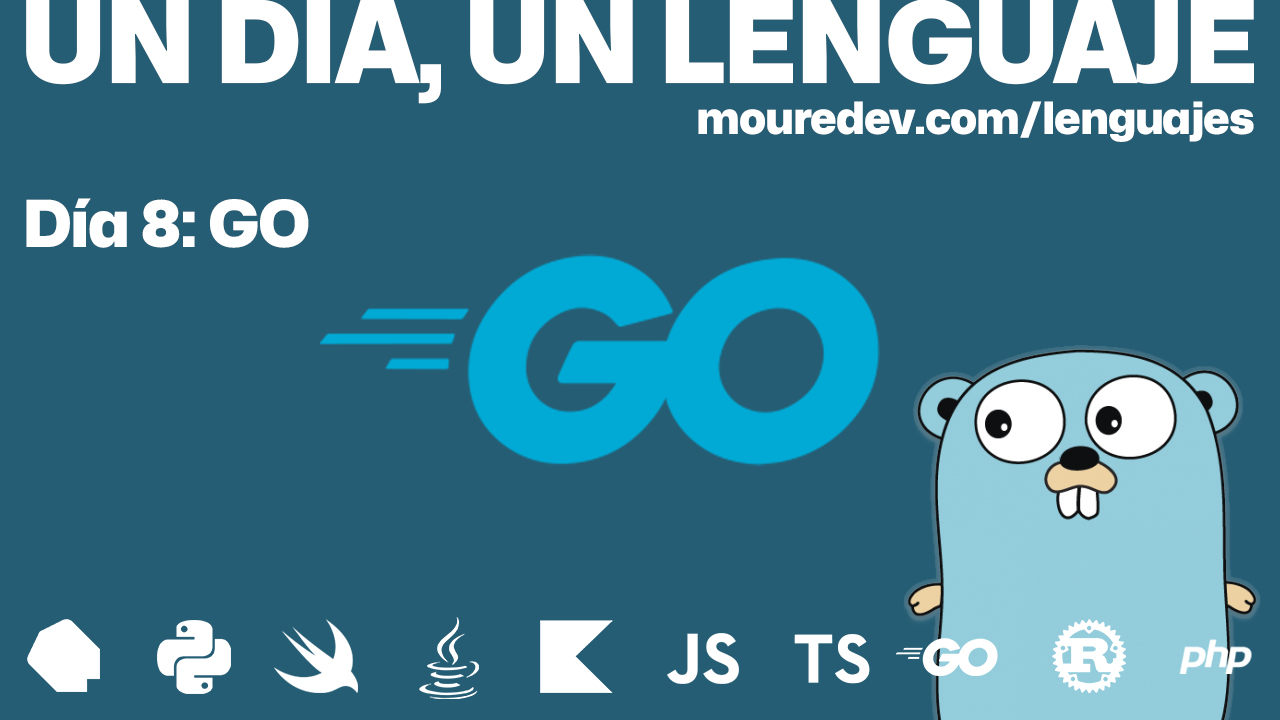 UN DÍA, UN LENGUAJE
mouredev.com/lenguajes
Día 8: GO
GO
JS TS GO R php